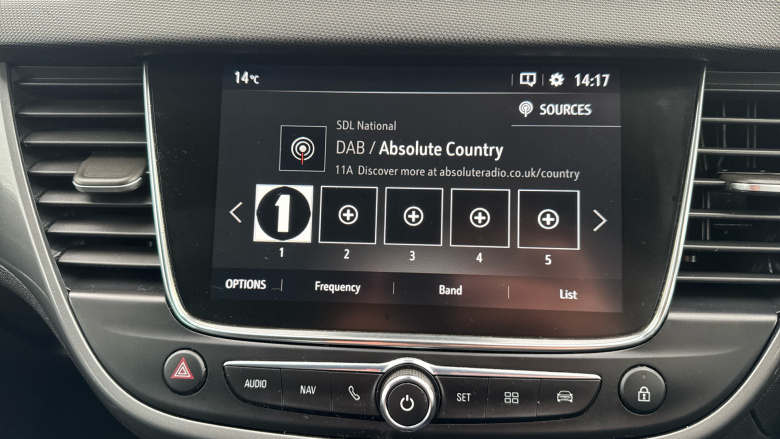 14°C
14:17
SOURCES
SDL National
DAB / Absolute Country
11A Discover more at absoluteradio.co.uk/country
1
1 2 3 4 5
OPTIONS Frequency Band List
AUDIO NAV SET